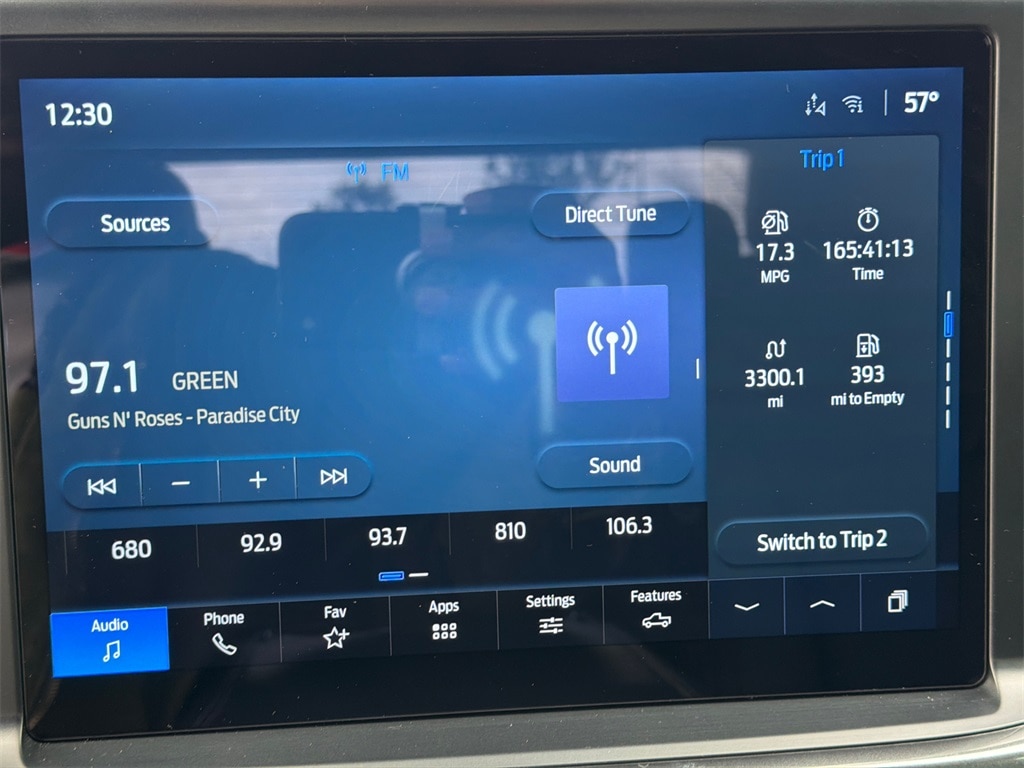 12:30
57°
FM
Trip 1
Sources
Direct Tune
17.3
MPG
165:41:13
Time
97.1 GREEN
Guns N' Roses - Paradise City
3300.1
mi
393
mi to Empty
Sound
680
92.9
93.7
810
106.3
Switch to Trip 2
Audio
Phone
Fav
Apps
Settings
Features